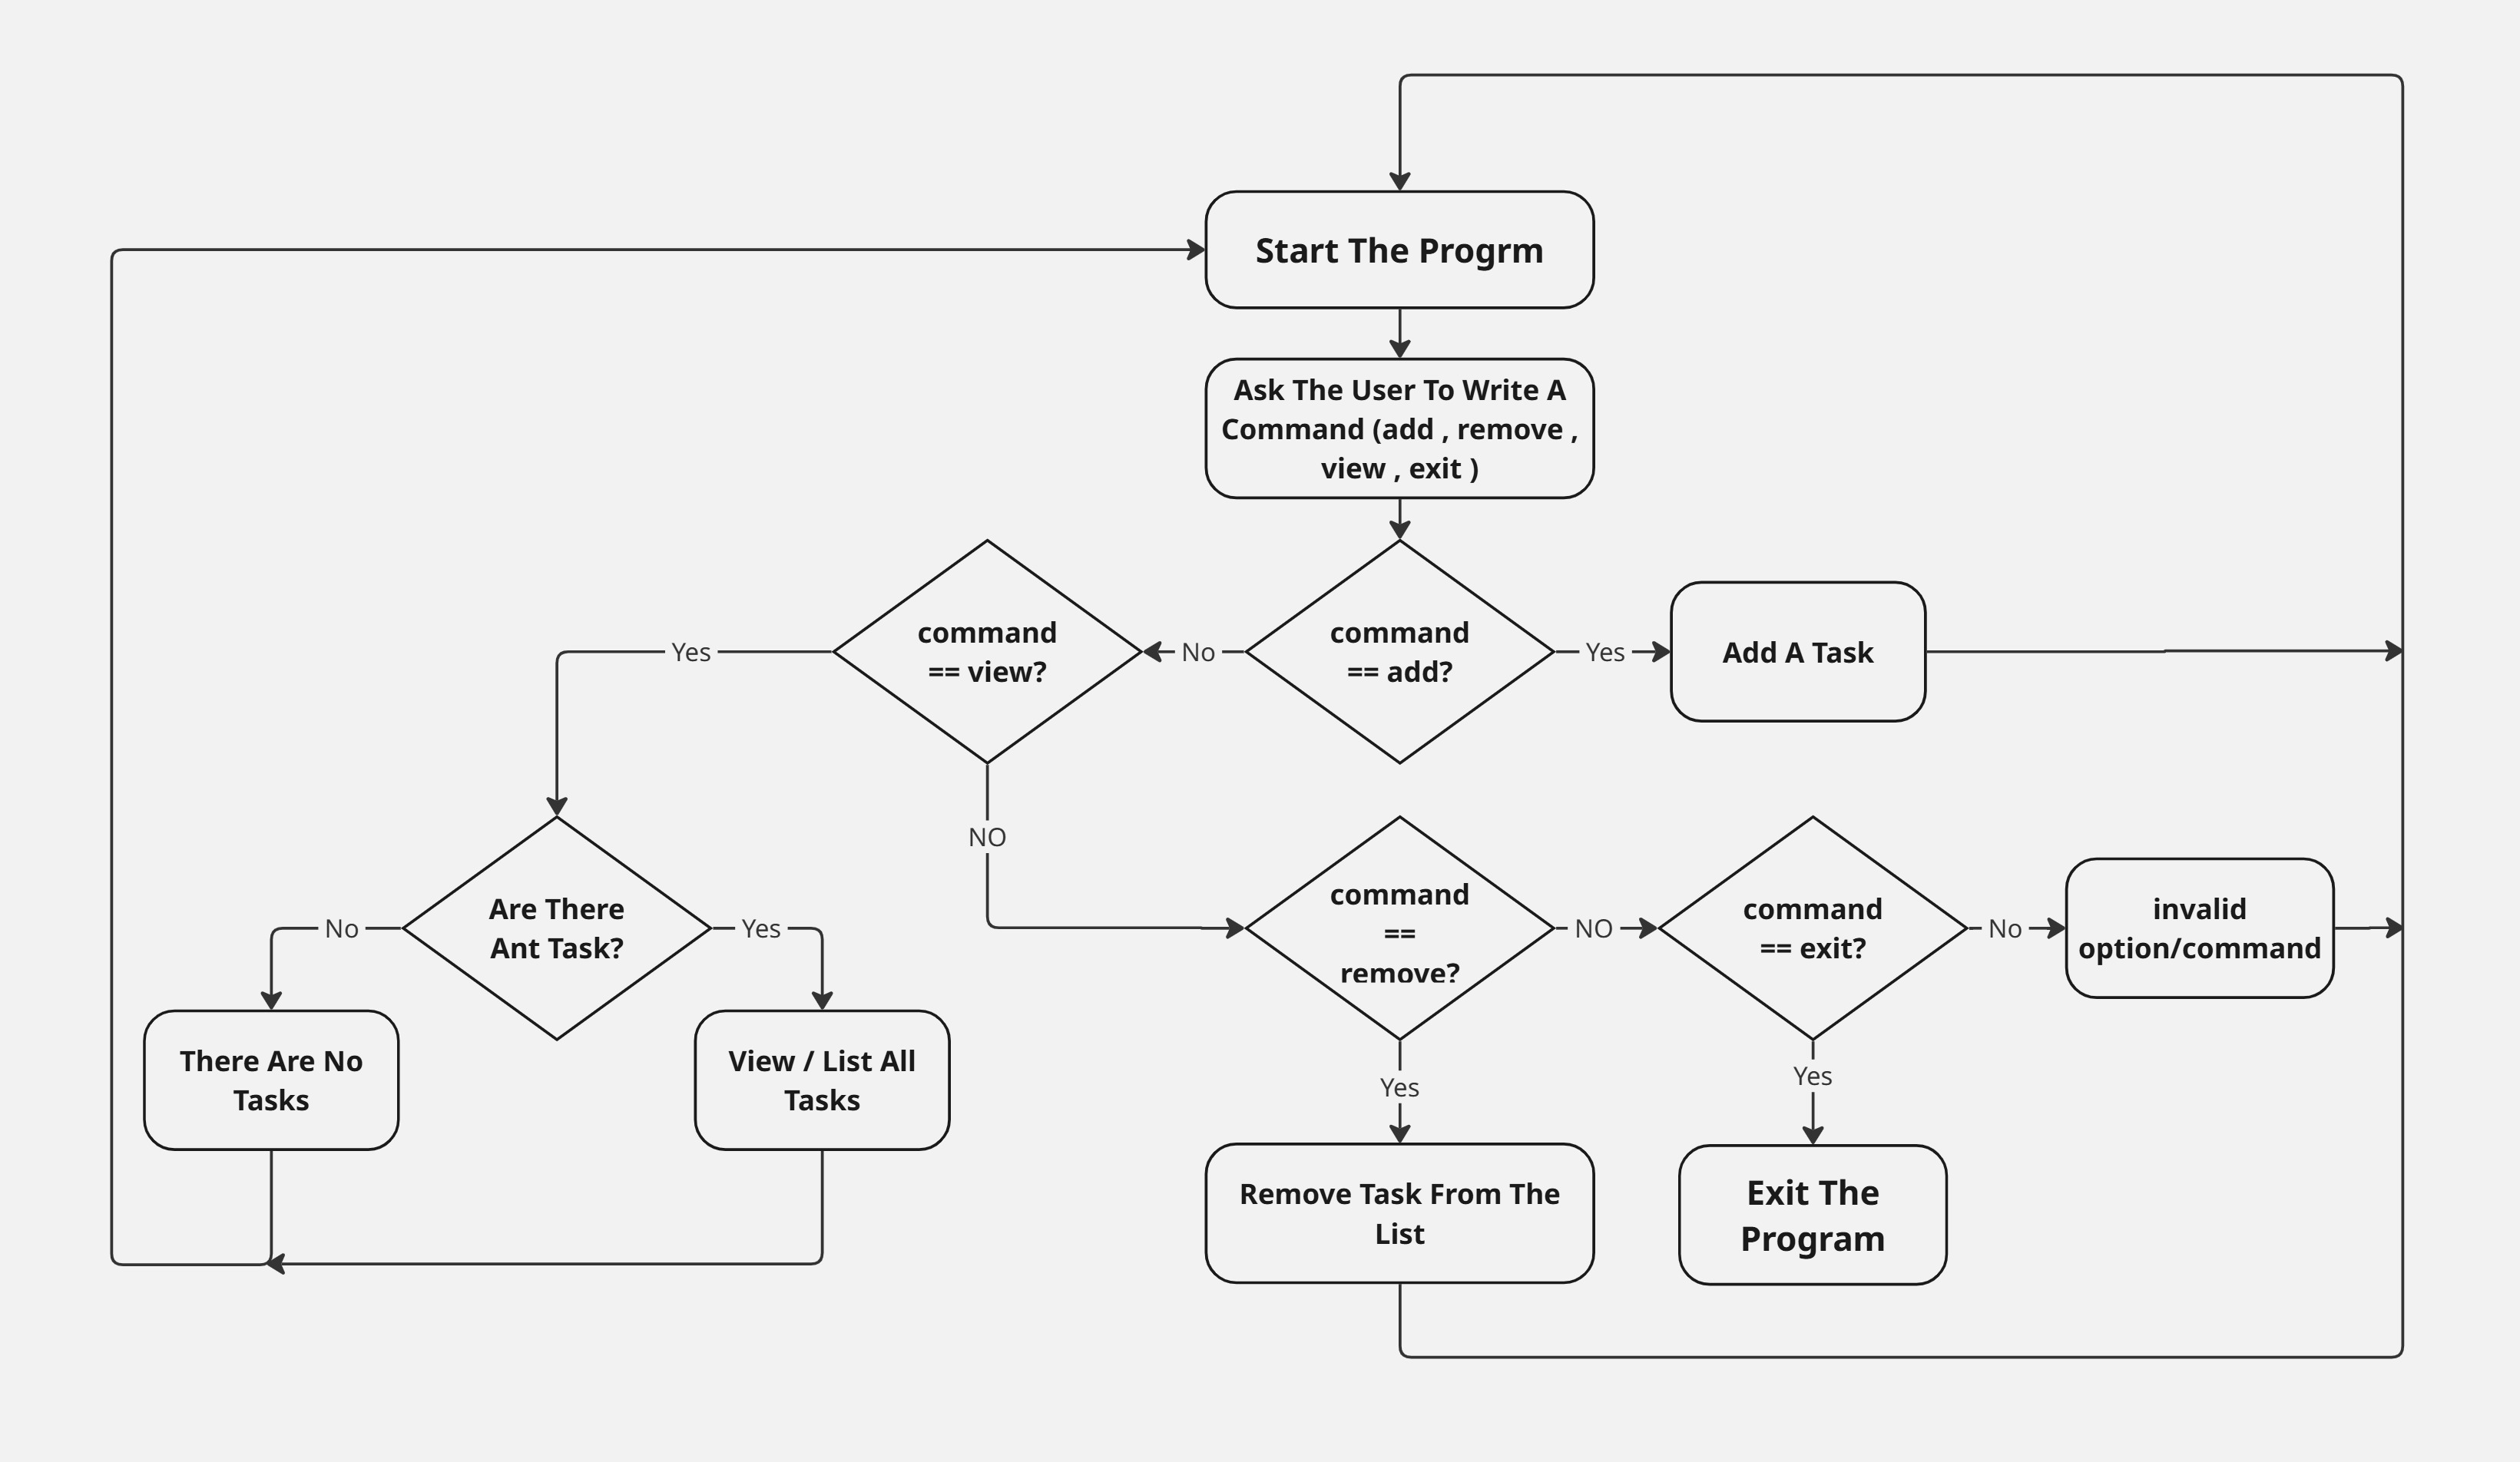 Start The Progrm
Ask The User To Write A
Command (add , remove ,
view , exit )
command
== view?
command
== add?
Add A Task
Yes
No
Yes
NO
Are There
Ant Task?
command
==
remove?
command
== exit?
invalid
option/command
No
Yes
NO
No
There Are No
Tasks
View / List All
Tasks
Yes
Yes
Remove Task From The
List
Exit The
Program